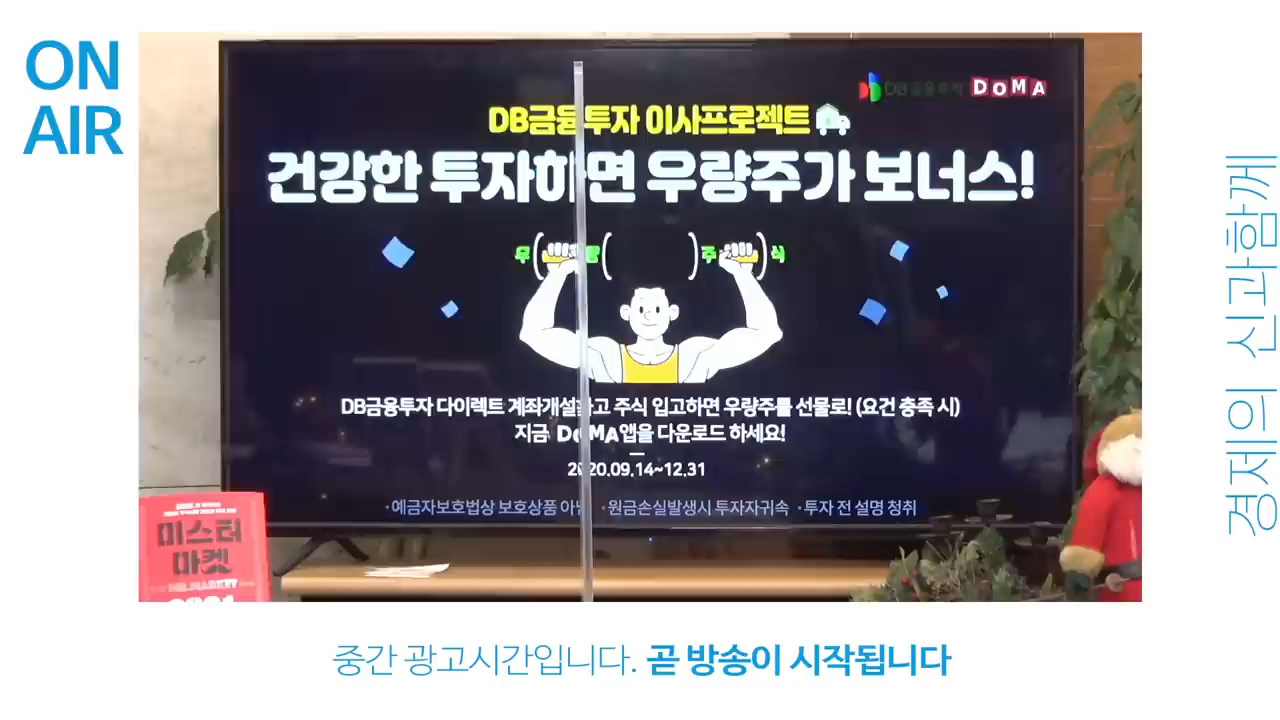 ON
AIR
DB금융투자 DOMA
DB금융투자 이사프로젝트
건강한 투자하면 우량주가 보너스!
우 량 주 식
DB금융투자 다이렉트 계좌개설하고 주식 입고하면 우량주를 선물로! (요건 충족 시)
지금 DOMA앱을 다운로드 하세요!
2020.09.14~12.31
·예금자보호법상 보호상품 아님 ·원금손실발생시 투자자귀속 ·투자 전 설명 청취
미스터
마켓
MR.MARKET
2021
경제의 신과함께
중간 광고시간입니다. 곧 방송이 시작됩니다